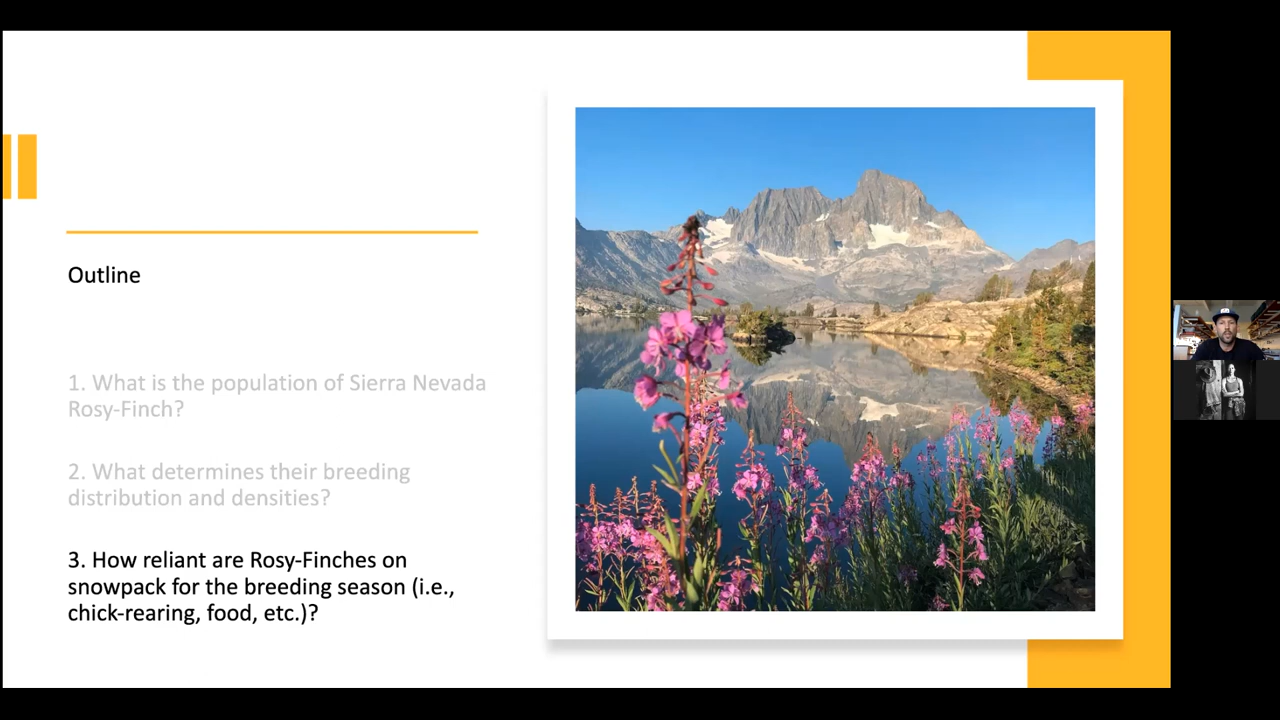 Outline
1. What is the population of Sierra Nevada
Rosy-Finch?
2. What determines their breeding
distribution and densities?
3. How reliant are Rosy-Finches on
snowpack for the breeding season (i.e.,
chick-rearing, food, etc.)?